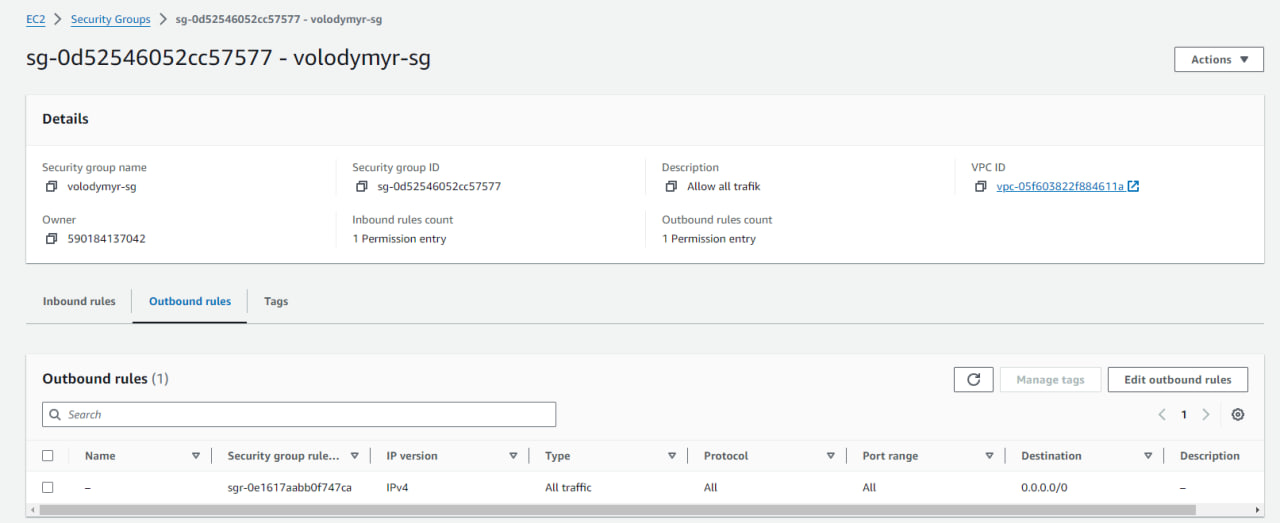 EC2 > Security Groups > sg-0d52546052cc57577 - volodymyr-sg
sg-0d52546052cc57577 - volodymyr-sg
Actions
Details
Security group name
volodymyr-sg
Security group ID
sg-0d52546052cc57577
Description
Allow all trafik
VPC ID
vpc-05f603822f884611a
Owner
590184137042
Inbound rules count
1 Permission entry
Outbound rules count
1 Permission entry
Inbound rules Outbound rules Tags
Outbound rules (1)
Manage tags Edit outbound rules
Search
1
Name Security group rule... IP version Type Protocol Port range Destination Description
– sgr-0e1617aabb0f747ca IPv4 All traffic All All 0.0.0.0/0 –